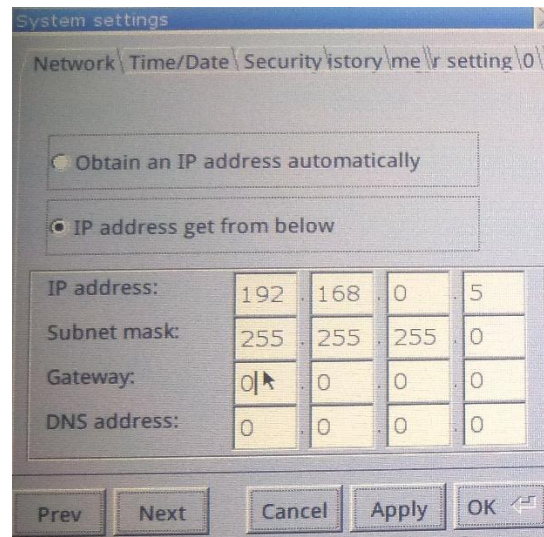 System settings
Network Time/Date Security istory me r setting 0
Obtain an IP address automatically
IP address get from below
IP address: 192 . 168 . 0 . 5
Subnet mask: 255 . 255 . 255 . 0
Gateway: 0 . 0 . 0 . 0
DNS address: 0 . 0 . 0 . 0
Prev Next Cancel Apply OK